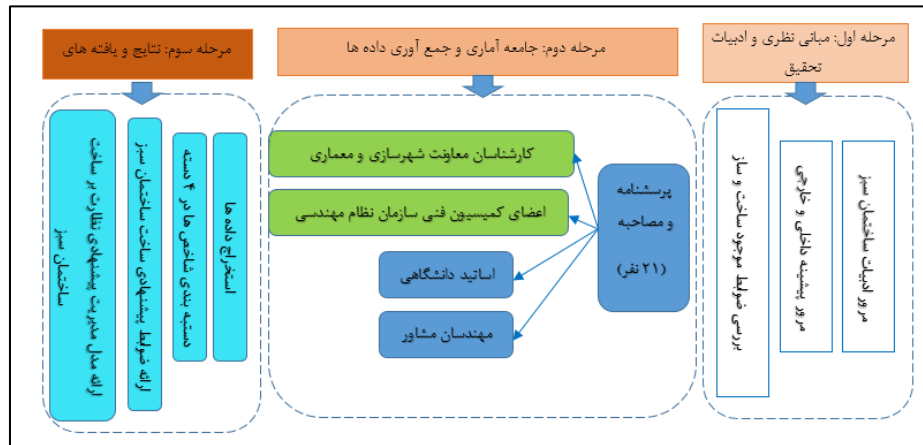 مرحله اول: مبانی نظری و ادبیات
تحقیق
مرور ادبیات ساختمان سبز
مرور پیشینه داخلی و خارجی
بررسی ضوابط موجود ساخت و ساز
مرحله دوم: جامعه آماری و جمع آوری داده ها
پرسشنامه
و مصاحبه
(۲۱ نفر)
کارشناسان معاونت شهرسازی و معماری
اعضای کمیسیون فنی سازمان نظام مهندسی
اساتید دانشگاهی
مهندسان مشاور
مرحله سوم: نتایج و یافته های
استخراج داده ها
دستبه بندی شاخص ها در ۴ دسته
ارائه ضوابط پیشنهادی ساخت ساختمان سبز
ارائه مدل مدیریت پیشنهادی نظارت بر ساخت
ساختمان سبز